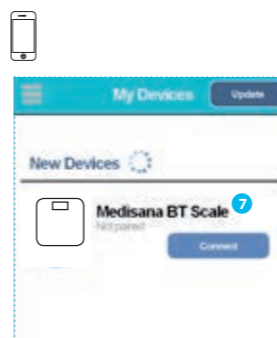 My Devices Update
New Devices
Medisana BT Scale 7
Not paired
Connect